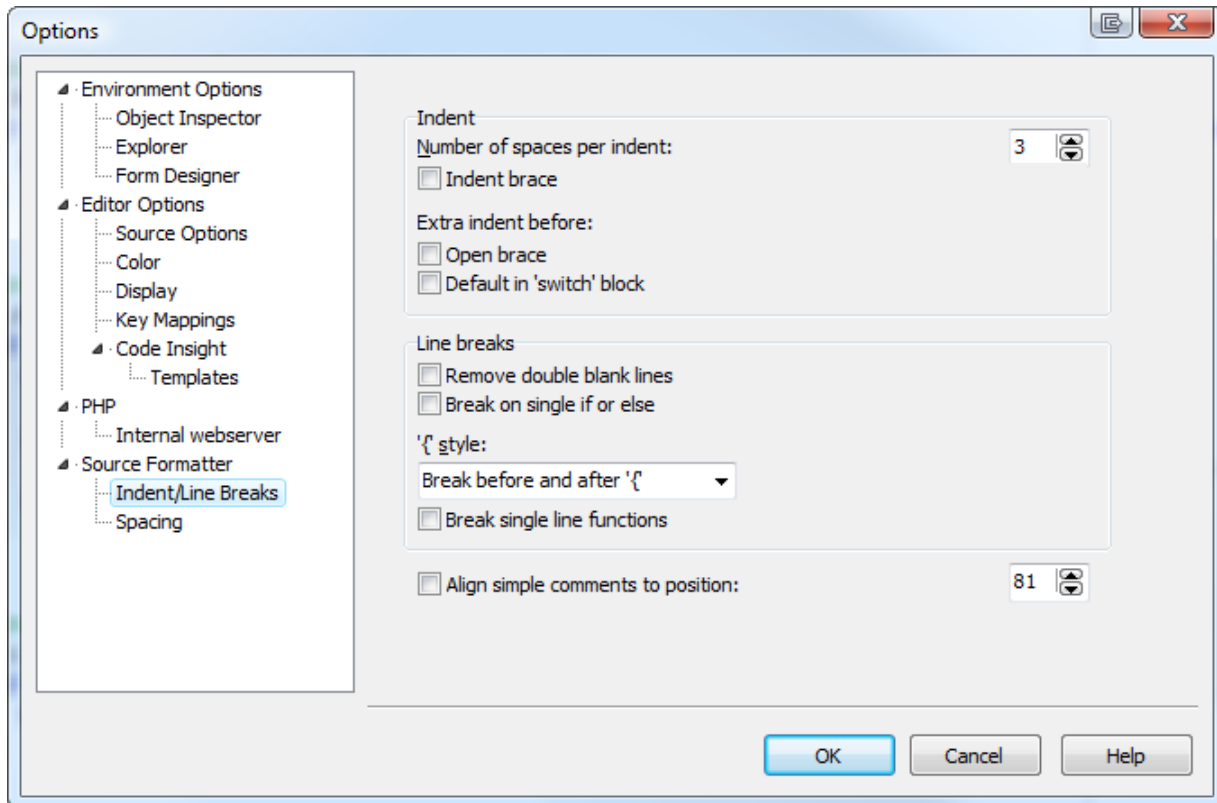 Options
Environment Options
Object Inspector
Explorer
Form Designer
Editor Options
Source Options
Color
Display
Key Mappings
Code Insight
Templates
PHP
Internal webserver
Source Formatter
Indent/Line Breaks
Spacing
Indent
Number of spaces per indent: 3
Indent brace
Extra indent before:
Open brace
Default in 'switch' block
Line breaks
Remove double blank lines
Break on single if or else
'{' style:
Break before and after '{'
Break single line functions
Align simple comments to position: 81
OK Cancel Help